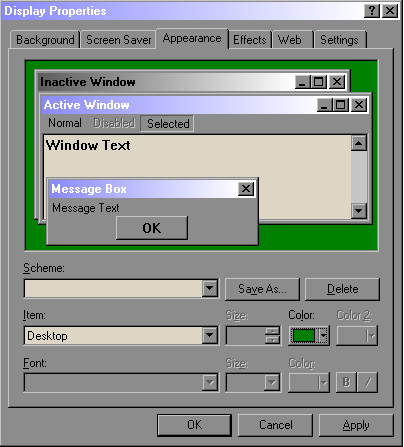 Display Properties
Background Screen Saver Appearance Effects Web Settings
Inactive Window
Active Window
Normal Disabled Selected
Window Text
Message Box
Message Text
OK
Scheme:
Save As... Delete
Item: Size: Color: Color 2:
Desktop
Font: Size: Color:
B /
OK Cancel Apply